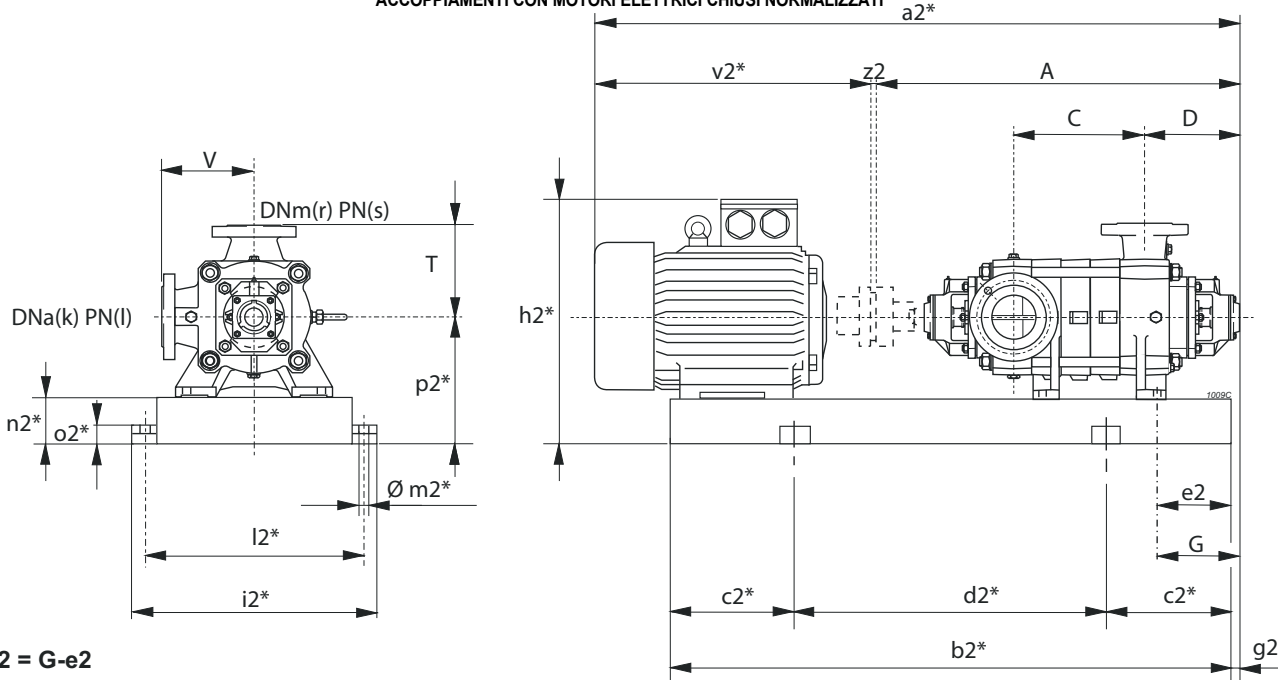 ACCOPPIAMENTI CON MOTORI ELETTRICI CHIUSI NORMALIZZATI
a2*
v2*
z2
A
C
D
V
DNm(r) PN(s)
T
DNa(k) PN(l)
h2*
p2*
n2*
o2*
1009C
Ø m2*
e2
l2*
G
i2*
c2*
d2*
c2*
b2*
g2
2 = G-e2